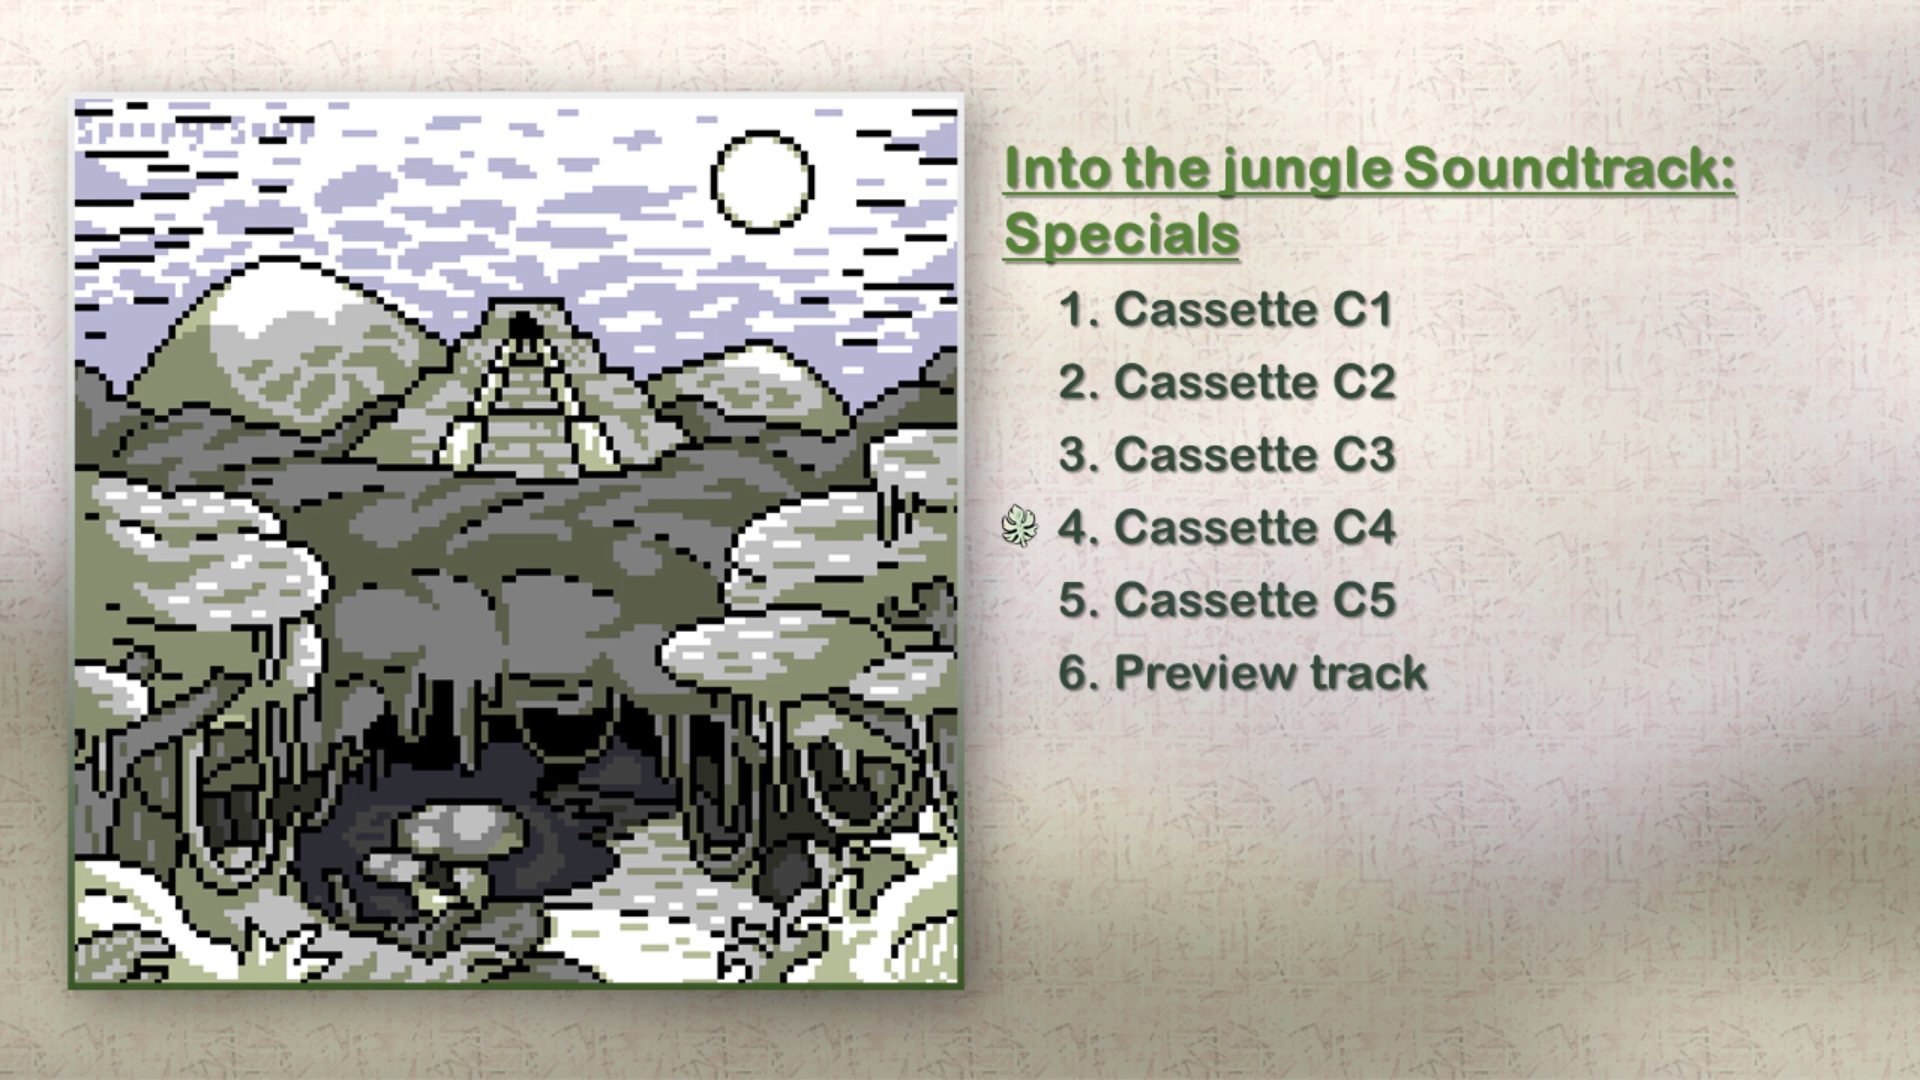 Into the jungle Soundtrack:
Specials
1. Cassette C1
2. Cassette C2
3. Cassette C3
4. Cassette C4
5. Cassette C5
6. Preview track